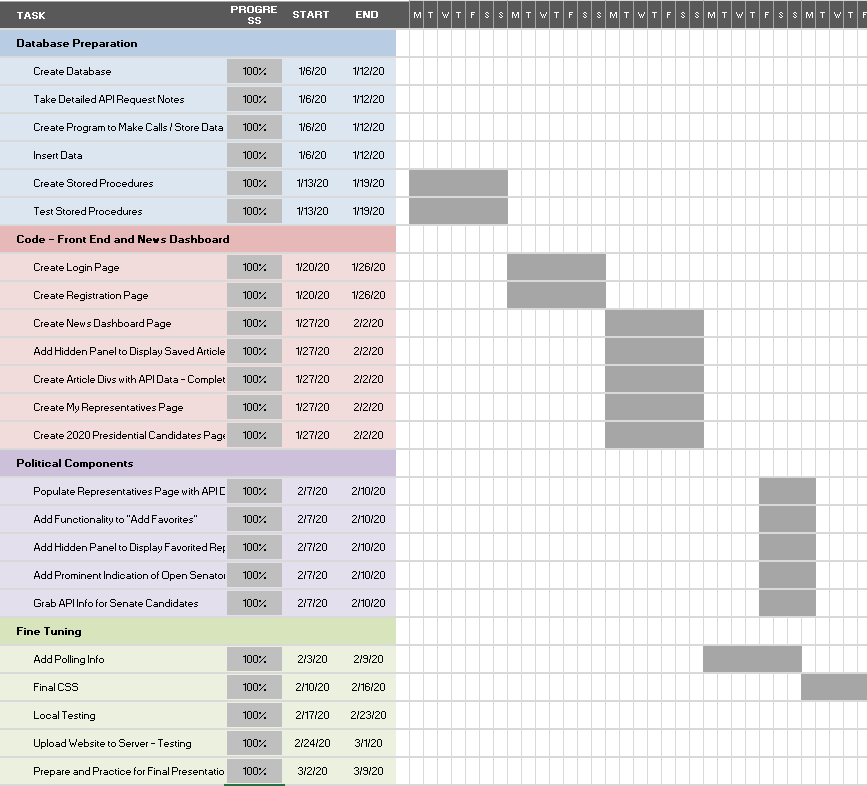 TASK PROGRE SS START END M T W T F S S M T W T F S S M T W T F S S M T W T F S S M T W T F
Database Preparation
Create Database 100% 1/6/20 1/12/20
Take Detailed API Request Notes 100% 1/6/20 1/12/20
Create Program to Make Calls / Store Data 100% 1/6/20 1/12/20
Insert Data 100% 1/6/20 1/12/20
Create Stored Procedures 100% 1/13/20 1/19/20
Test Stored Procedures 100% 1/13/20 1/19/20
Code - Front End and News Dashboard
Create Login Page 100% 1/20/20 1/26/20
Create Registration Page 100% 1/20/20 1/26/20
Create News Dashboard Page 100% 1/27/20 2/2/20
Add Hidden Panel to Display Saved Article 100% 1/27/20 2/2/20
Create Article Divs with API Data - Complet 100% 1/27/20 2/2/20
Create My Representatives Page 100% 1/27/20 2/2/20
Create 2020 Presidential Candidates Page 100% 1/27/20 2/2/20
Political Components
Populate Representatives Page with API D 100% 2/7/20 2/10/20
Add Functionality to "Add Favorites" 100% 2/7/20 2/10/20
Add Hidden Panel to Display Favorited Rep 100% 2/7/20 2/10/20
Add Prominent Indication of Open Senator 100% 2/7/20 2/10/20
Grab API Info for Senate Candidates 100% 2/7/20 2/10/20
Fine Tuning
Add Polling Info 100% 2/3/20 2/9/20
Final CSS 100% 2/10/20 2/16/20
Local Testing 100% 2/17/20 2/23/20
Upload Website to Server - Testing 100% 2/24/20 3/1/20
Prepare and Practice for Final Presentatio 100% 3/2/20 3/9/20